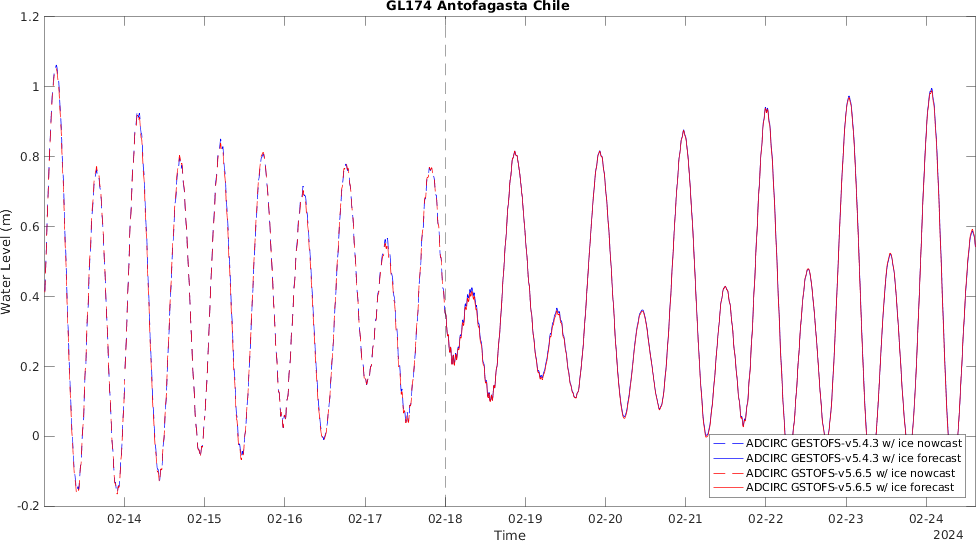 GL174 Antofagasta Chile
1.2
1
0.8
0.6
0.4
0.2
0
-0.2
Water Level (m)
02-14 02-15 02-16 02-17 02-18 02-19 02-20 02-21 02-22 02-23 02-24
Time
2024
ADCIRC GESTOFS-v5.4.3 w/ ice nowcast
ADCIRC GESTOFS-v5.4.3 w/ ice forecast
ADCIRC GSTOFS-v5.6.5 w/ ice nowcast
ADCIRC GSTOFS-v5.6.5 w/ ice forecast